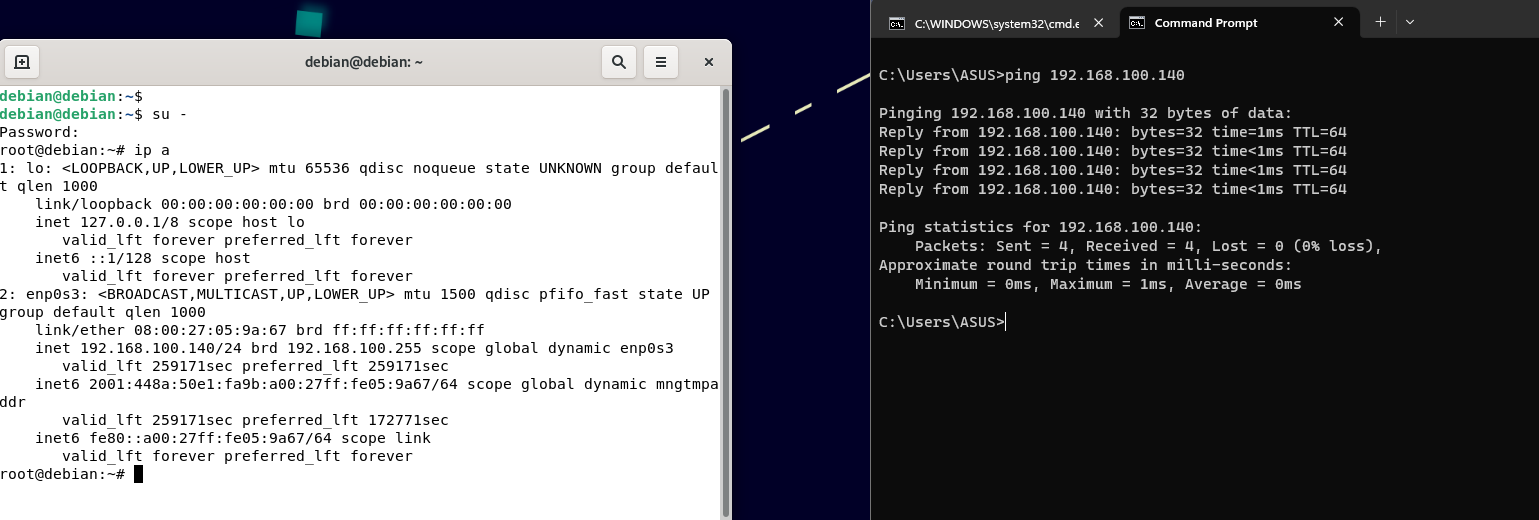 debian@debian: ~
debian@debian:~$
debian@debian:~$ su -
Password:
root@debian:~# ip a
1: lo: <LOOPBACK,UP,LOWER_UP> mtu 65536 qdisc noqueue state UNKNOWN group defaul
t qlen 1000
    link/loopback 00:00:00:00:00:00 brd 00:00:00:00:00:00
    inet 127.0.0.1/8 scope host lo
       valid_lft forever preferred_lft forever
    inet6 ::1/128 scope host
       valid_lft forever preferred_lft forever
2: enp0s3: <BROADCAST,MULTICAST,UP,LOWER_UP> mtu 1500 qdisc pfifo_fast state UP
group default qlen 1000
    link/ether 08:00:27:05:9a:67 brd ff:ff:ff:ff:ff:ff
    inet 192.168.100.140/24 brd 192.168.100.255 scope global dynamic enp0s3
       valid_lft 259171sec preferred_lft 259171sec
    inet6 2001:448a:50e1:fa9b:a00:27ff:fe05:9a67/64 scope global dynamic mngtmpa
ddr
       valid_lft 259171sec preferred_lft 172771sec
    inet6 fe80::a00:27ff:fe05:9a67/64 scope link
       valid_lft forever preferred_lft forever
root@debian:~#
C:\WINDOWS\system32\cmd.e
Command Prompt
C:\Users\ASUS>ping 192.168.100.140
Pinging 192.168.100.140 with 32 bytes of data:
Reply from 192.168.100.140: bytes=32 time=1ms TTL=64
Reply from 192.168.100.140: bytes=32 time<1ms TTL=64
Reply from 192.168.100.140: bytes=32 time<1ms TTL=64
Reply from 192.168.100.140: bytes=32 time<1ms TTL=64
Ping statistics for 192.168.100.140:
    Packets: Sent = 4, Received = 4, Lost = 0 (0% loss),
Approximate round trip times in milli-seconds:
    Minimum = 0ms, Maximum = 1ms, Average = 0ms
C:\Users\ASUS>